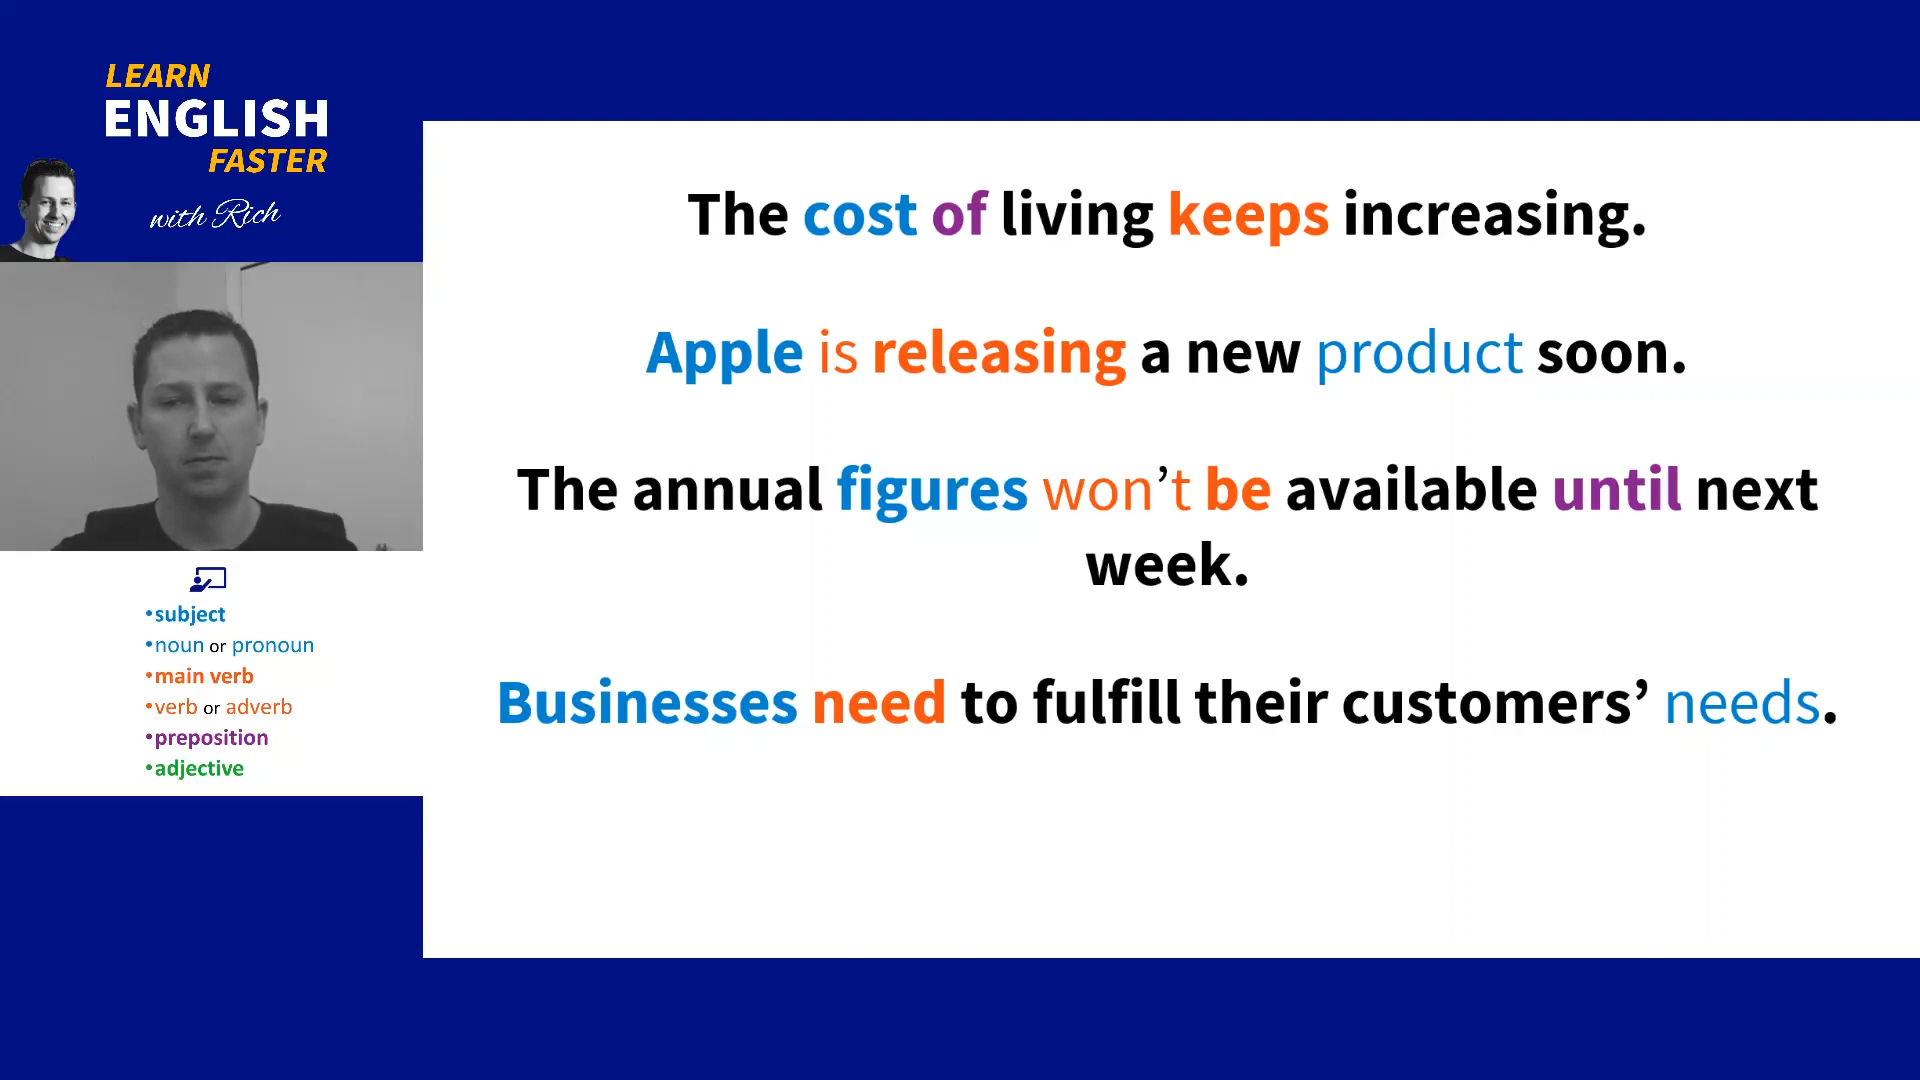 LEARN
ENGLISH
FASTER
with Rich
•subject
•noun or pronoun
•main verb
•verb or adverb
•preposition
•adjective
The cost of living keeps increasing.
Apple is releasing a new product soon.
The annual figures won’t be available until next
week.
Businesses need to fulfill their customers’ needs.